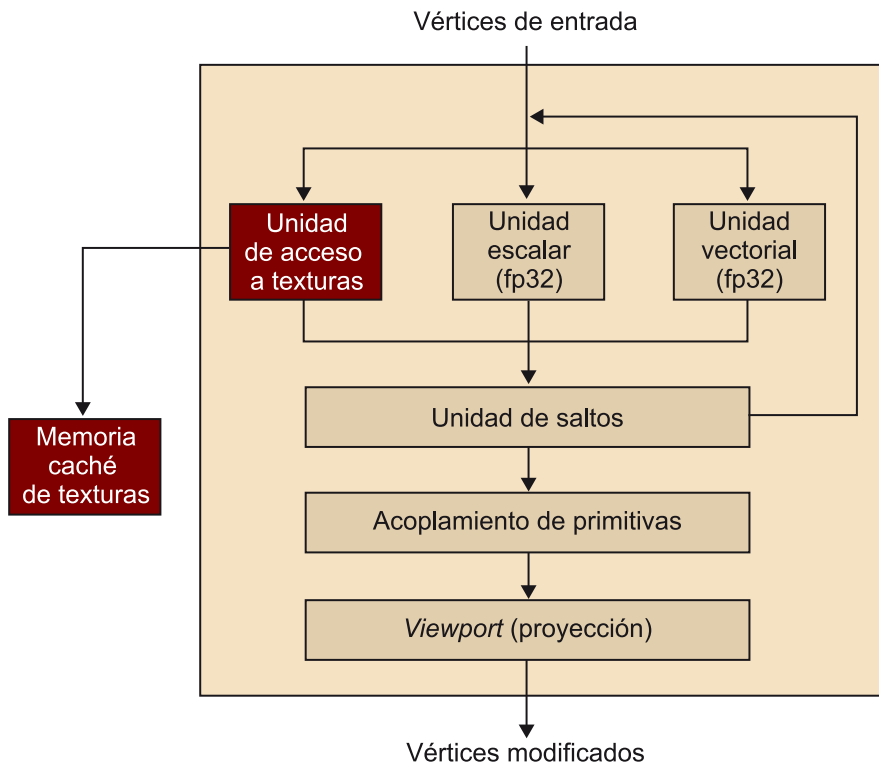 Vértices de entrada
Unidad
de acceso
a texturas
Unidad
escalar
(fp32)
Unidad
vectorial
(fp32)
Unidad de saltos
Memoria
caché
de texturas
Acoplamiento de primitivas
Viewport (proyección)
Vértices modificados